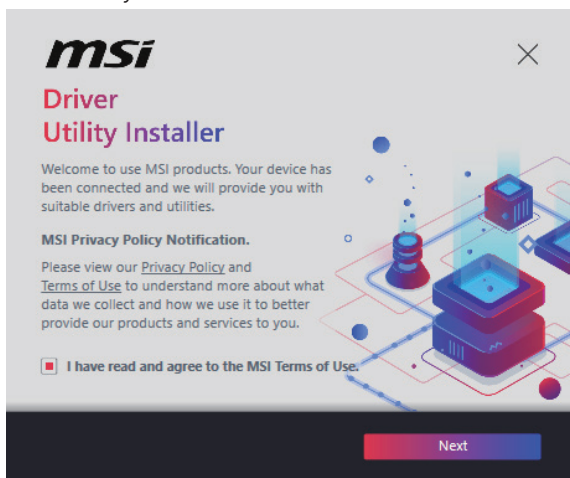 msi
Driver
Utility Installer
Welcome to use MSI products. Your device has
been connected and we will provide you with
suitable drivers and utilities.
MSI Privacy Policy Notification.
Please view our Privacy Policy and
Terms of Use to understand more about what
data we collect and how we use it to better
provide our products and services to you.
I have read and agree to the MSI Terms of Use.
Next